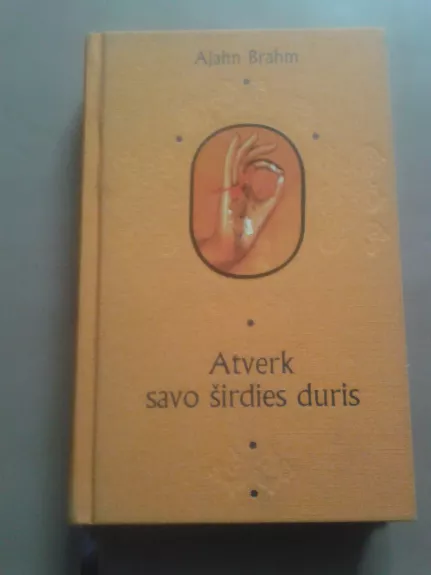 Ajahn Brahm
Atverk
savo širdies duris